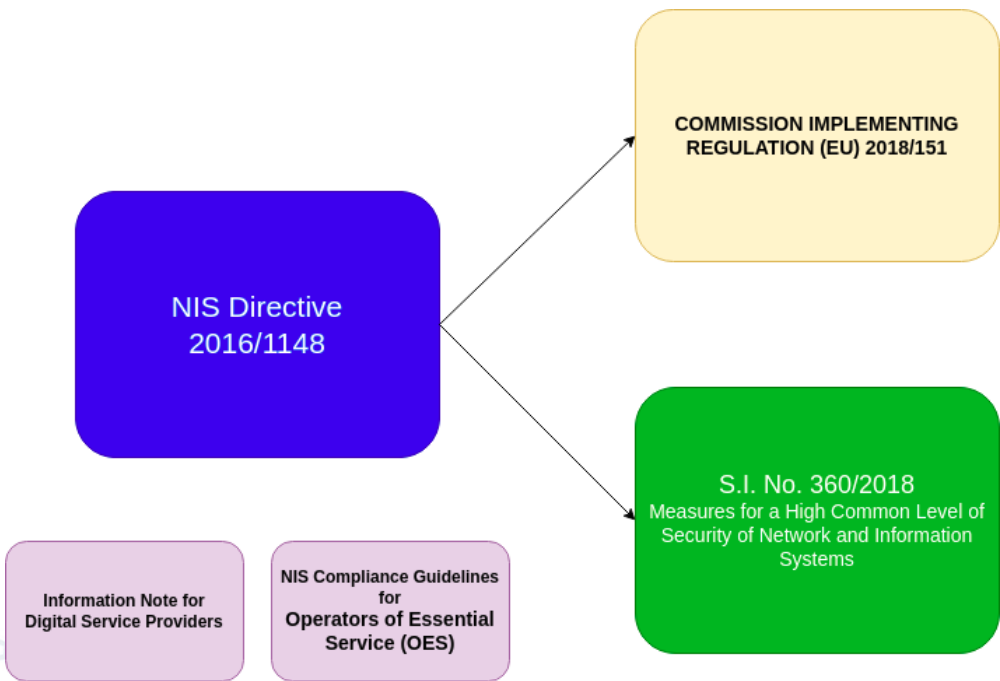 COMMISSION IMPLEMENTING
REGULATION (EU) 2018/151
NIS Directive
2016/1148
S.I. No. 360/2018
Measures for a High Common Level of
Security of Network and Information
Systems
Information Note for
Digital Service Providers
NIS Compliance Guidelines
for
Operators of Essential
Service (OES)